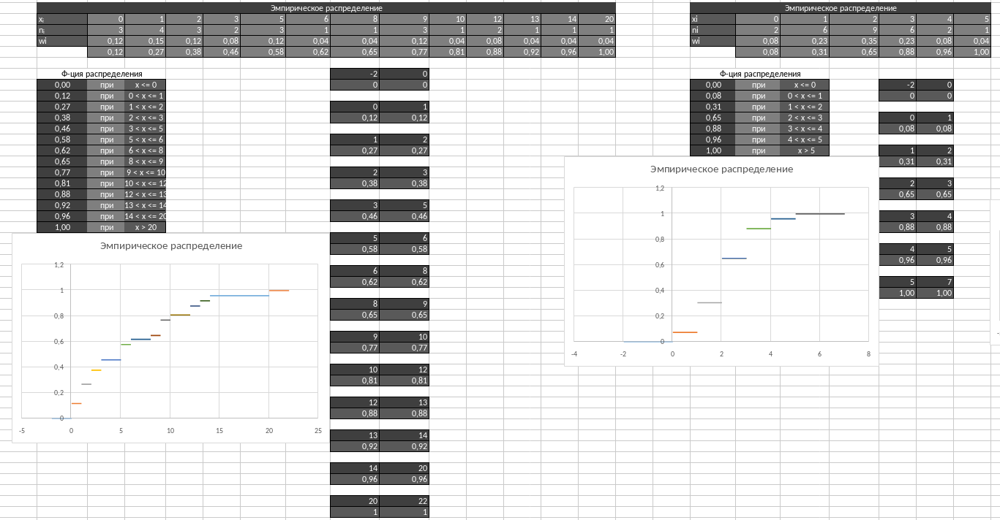 Эмпирическое распределение
xᵢ 0 1 2 3 5 6 8 9 10 12 13 14 20
nᵢ 3 4 3 2 3 1 1 3 1 2 1 1 1
wi 0,12 0,15 0,12 0,08 0,12 0,04 0,04 0,12 0,04 0,08 0,04 0,04 0,04
0,12 0,27 0,38 0,46 0,58 0,62 0,65 0,77 0,81 0,88 0,92 0,96 1,00
Ф-ция распределения
0,00 при x <= 0
0,12 при 0 < x <= 1
0,27 при 1 < x <= 2
0,38 при 2 < x <= 3
0,46 при 3 < x <= 5
0,58 при 5 < x <= 6
0,62 при 6 < x <= 8
0,65 при 8 < x <= 9
0,77 при 9 < x <= 10
0,81 при 10 < x <= 12
0,88 при 12 < x <= 13
0,92 при 13 < x <= 14
0,96 при 14 < x <= 20
1,00 при x > 20
Эмпирическое распределение
1,2
1
0,8
0,6
0,4
0,2
0
-5 0 5 10 15 20 25
-2 0
0 0
0 1
0,12 0,12
1 2
0,27 0,27
2 3
0,38 0,38
3 5
0,46 0,46
5 6
0,58 0,58
6 8
0,62 0,62
8 9
0,65 0,65
9 10
0,77 0,77
10 12
0,81 0,81
12 13
0,88 0,88
13 14
0,92 0,92
14 20
0,96 0,96
20 22
1 1
Эмпирическое распределение
xi 0 1 2 3 4 5
ni 2 6 9 6 2 1
wi 0,08 0,23 0,35 0,23 0,08 0,04
0,08 0,31 0,65 0,88 0,96 1,00
Ф-ция распределения
0,00 при x <= 0
0,08 при 0 < x <= 1
0,31 при 1 < x <= 2
0,65 при 2 < x <= 3
0,88 при 3 < x <= 4
0,96 при 4 < x <= 5
1,00 при x > 5
Эмпирическое распределение
1,2
1
0,8
0,6
0,4
0,2
0
-4 -2 0 2 4 6 8
-2 0
0 0
0 1
0,08 0,08
1 2
0,31 0,31
2 3
0,65 0,65
3 4
0,88 0,88
4 5
0,96 0,96
5 7
1,00 1,00